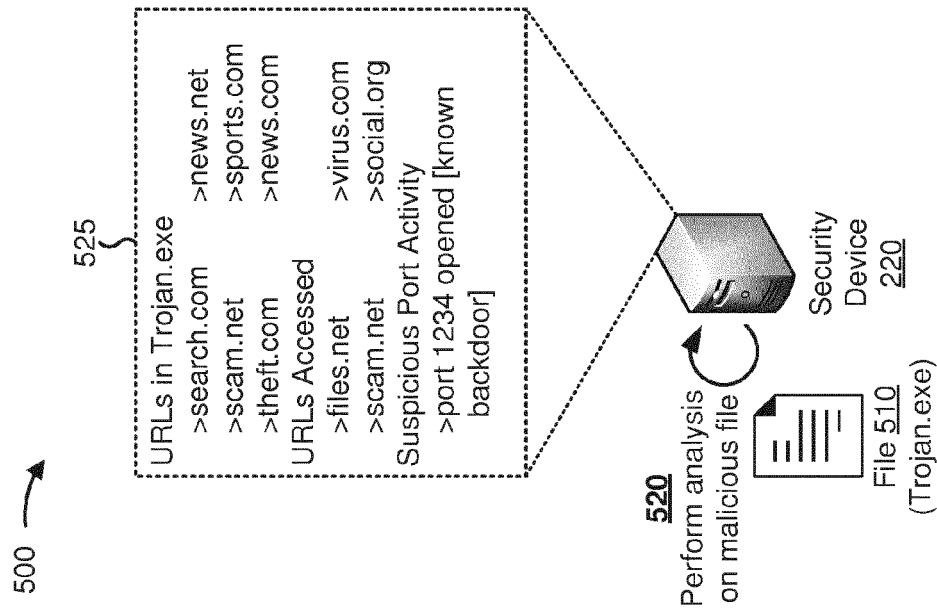 500
525
URLs in Trojan.exe
>search.com >news.net
>scam.net >sports.com
>theft.com >news.com
URLs Accessed
>files.net >virus.com
>scam.net >social.org
Suspicious Port Activity
>port 1234 opened [known
backdoor]
520
Perform analysis
on malicious file
File 510
(Trojan.exe)
Security
Device
220